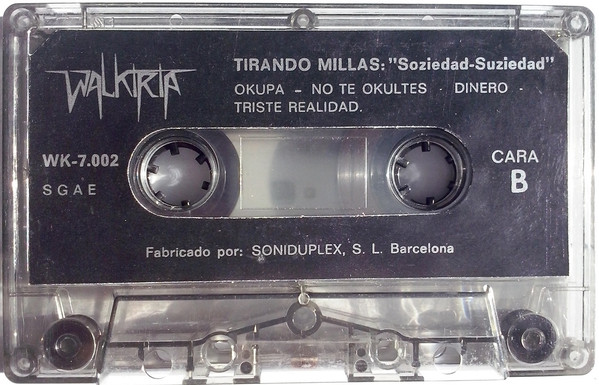 WALKIRIA
TIRANDO MILLAS: "Soziedad-Suziedad"
OKUPA - NO TE OKULTES - DINERO -
TRISTE REALIDAD.
WK-7.002
SGAE
CARA
B
Fabricado por: SONIDUPLEX, S. L. Barcelona